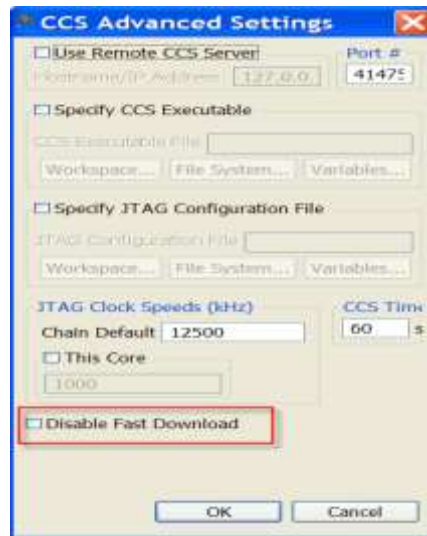 CCS Advanced Settings
Use Remote CCS Server
Port #
Hostname/IP Address 127.0.0. 4147
Specify CCS Executable
CCS Executable File
Workspace... File System... Variables...
Specify JTAG Configuration File
JTAG Configuration File
Workspace... File System... Variables...
JTAG Clock Speeds (kHz)
CCS Time
Chain Default 12500
60 s
This Core
1000
Disable Fast Download
OK Cancel